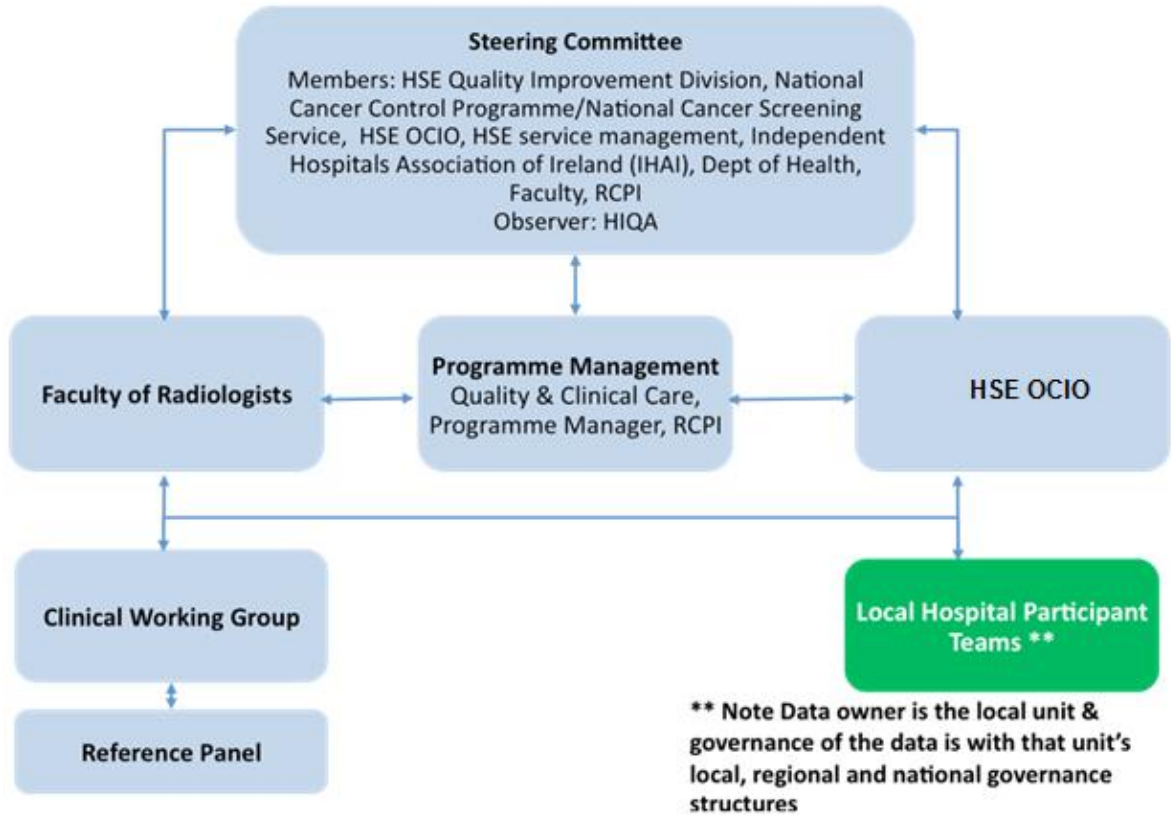 Steering Committee
Members: HSE Quality Improvement Division, National
Cancer Control Programme/National Cancer Screening
Service, HSE OCIO, HSE service management, Independent
Hospitals Association of Ireland (IHAI), Dept of Health,
Faculty, RCPI
Observer: HIQA
Faculty of Radiologists
Programme Management
Quality & Clinical Care,
Programme Manager, RCPI
HSE OCIO
Clinical Working Group
Local Hospital Participant
Teams **
Reference Panel
** Note Data owner is the local unit &
governance of the data is with that unit's
local, regional and national governance
structures